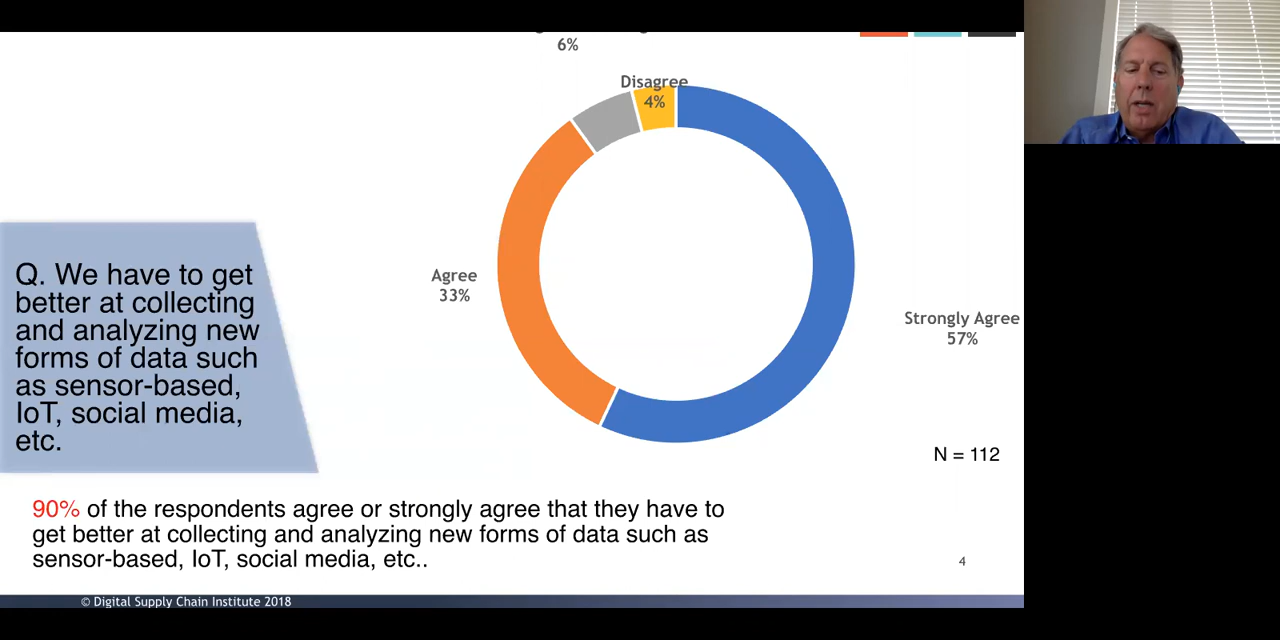 6%
Disagree
4%
Agree
33%
Strongly Agree
57%
Q. We have to get
better at collecting
and analyzing new
forms of data such
as sensor-based,
IoT, social media,
etc.
N = 112
90% of the respondents agree or strongly agree that they have to
get better at collecting and analyzing new forms of data such as
sensor-based, IoT, social media, etc..
4
© Digital Supply Chain Institute 2018